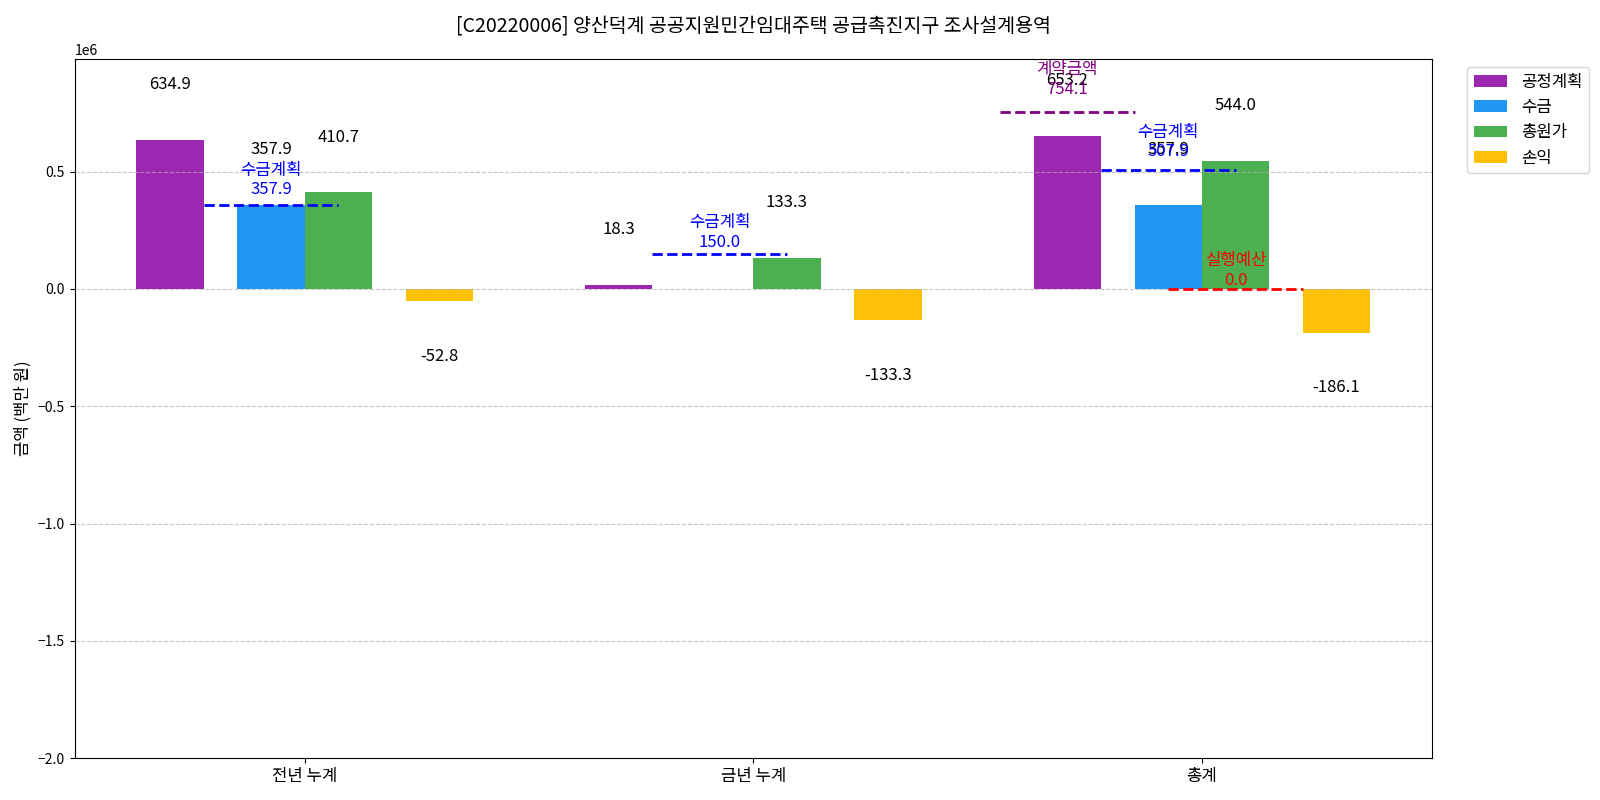 [C20220006] 양산덕계 공공지원민간임대주택 공급촉진지구 조사설계용역
1e6
금액 (백만 원)
0.5
0.0
−0.5
−1.0
−1.5
−2.0
634.9
357.9
수금계획
357.9
410.7
-52.8
18.3
수금계획
150.0
133.3
-133.3
계약금액
653.2
754.1
수금계획
357.9
507.9
544.0
실행예산
0.0
-186.1
전년 누계
금년 누계
총계
공정계획
수금
총원가
손익